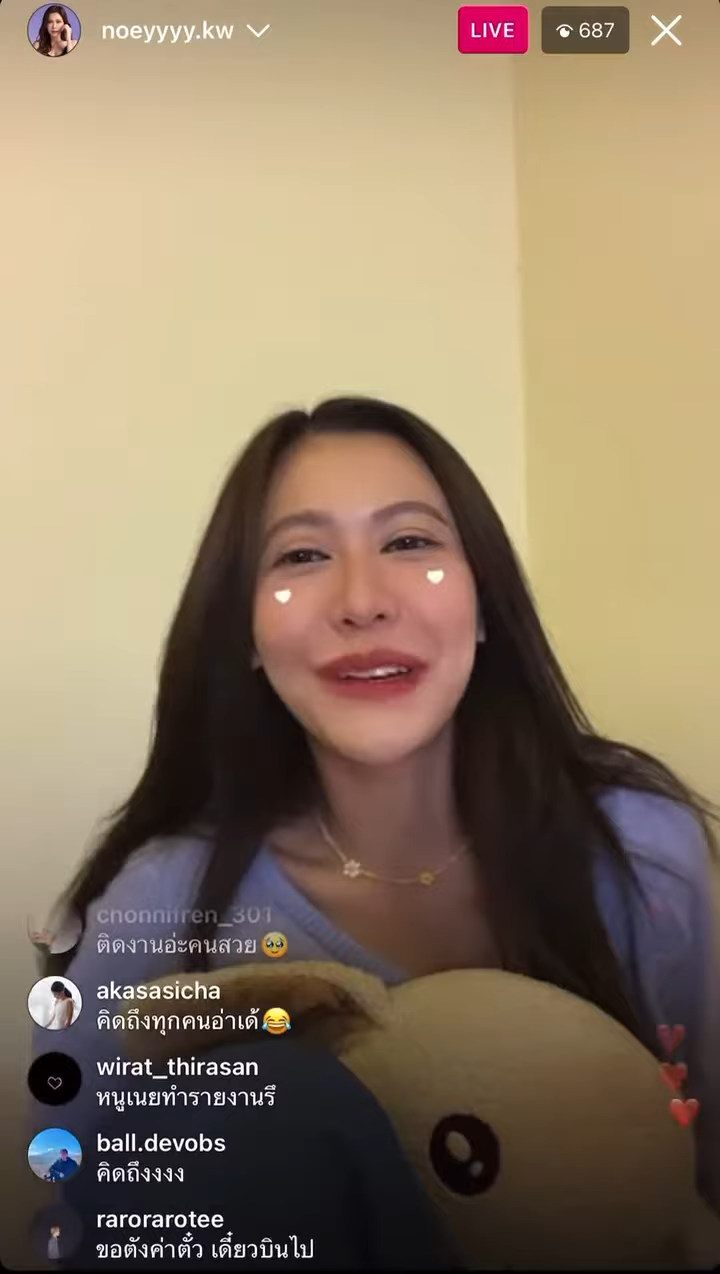 noeyyyy.kw
LIVE
687
chonnifren_301
ติดงานอ่ะคนสวย🥹
akasasicha
คิดถึงทุกคนอ่าเด้😂
wirat_thirasan
หนูเนยทำรายงานรึ
ball.devobs
คิดถึงงงง
rarorarotee
ขอตังค่าตั๋ว เดี๋ยวบินไป